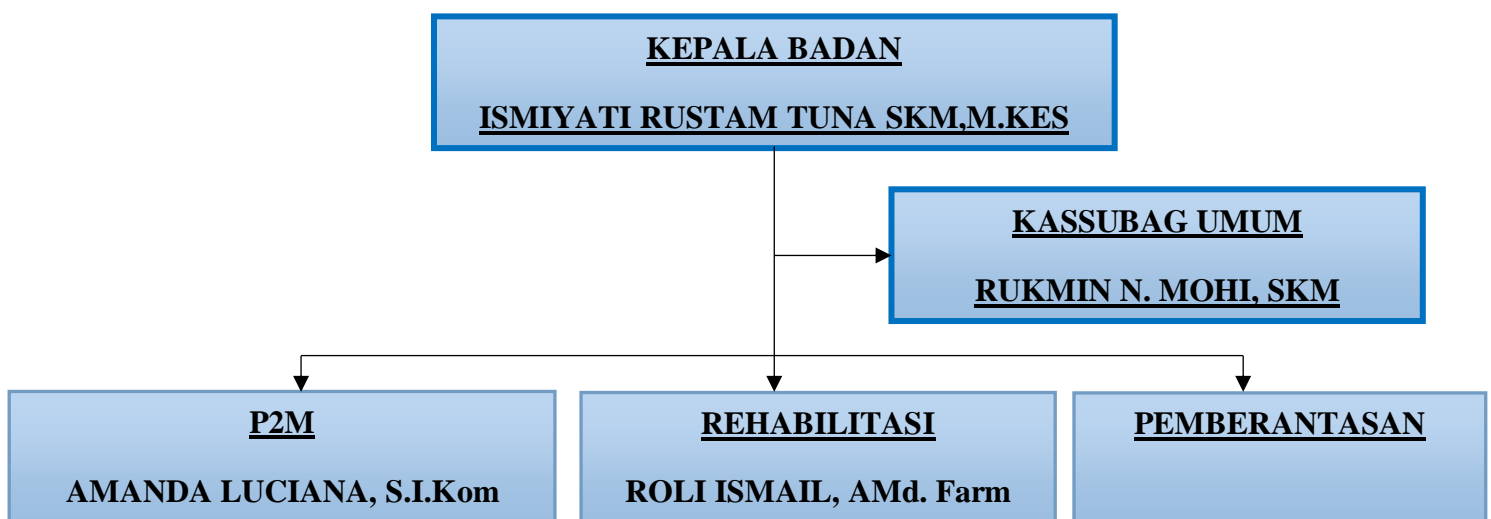 KEPALA BADAN
ISMIYATI RUSTAM TUNA SKM,M.KES
KASSUBAG UMUM
RUKMIN N. MOHI, SKM
P2M
AMANDA LUCIANA, S.I.Kom
REHABILITASI
ROLI ISMAIL, AMd. Farm
PEMBERANTASAN